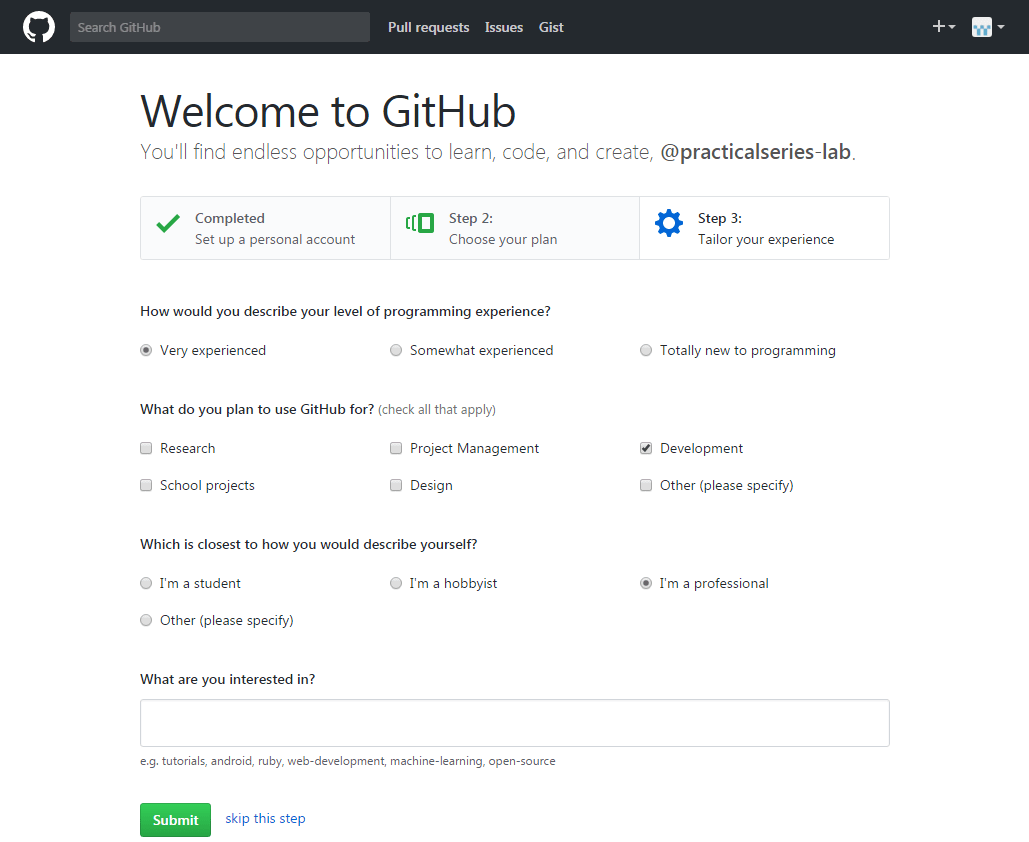 Search GitHub Pull requests Issues Gist
Welcome to GitHub
You'll find endless opportunities to learn, code, and create, @practicalseries-lab.
Completed
Set up a personal account
Step 2:
Choose your plan
Step 3:
Tailor your experience
How would you describe your level of programming experience?
Very experienced Somewhat experienced Totally new to programming
What do you plan to use GitHub for? (check all that apply)
Research Project Management Development
School projects Design Other (please specify)
Which is closest to how you would describe yourself?
I'm a student I'm a hobbyist I'm a professional
Other (please specify)
What are you interested in?
e.g. tutorials, android, ruby, web-development, machine-learning, open-source
Submit skip this step